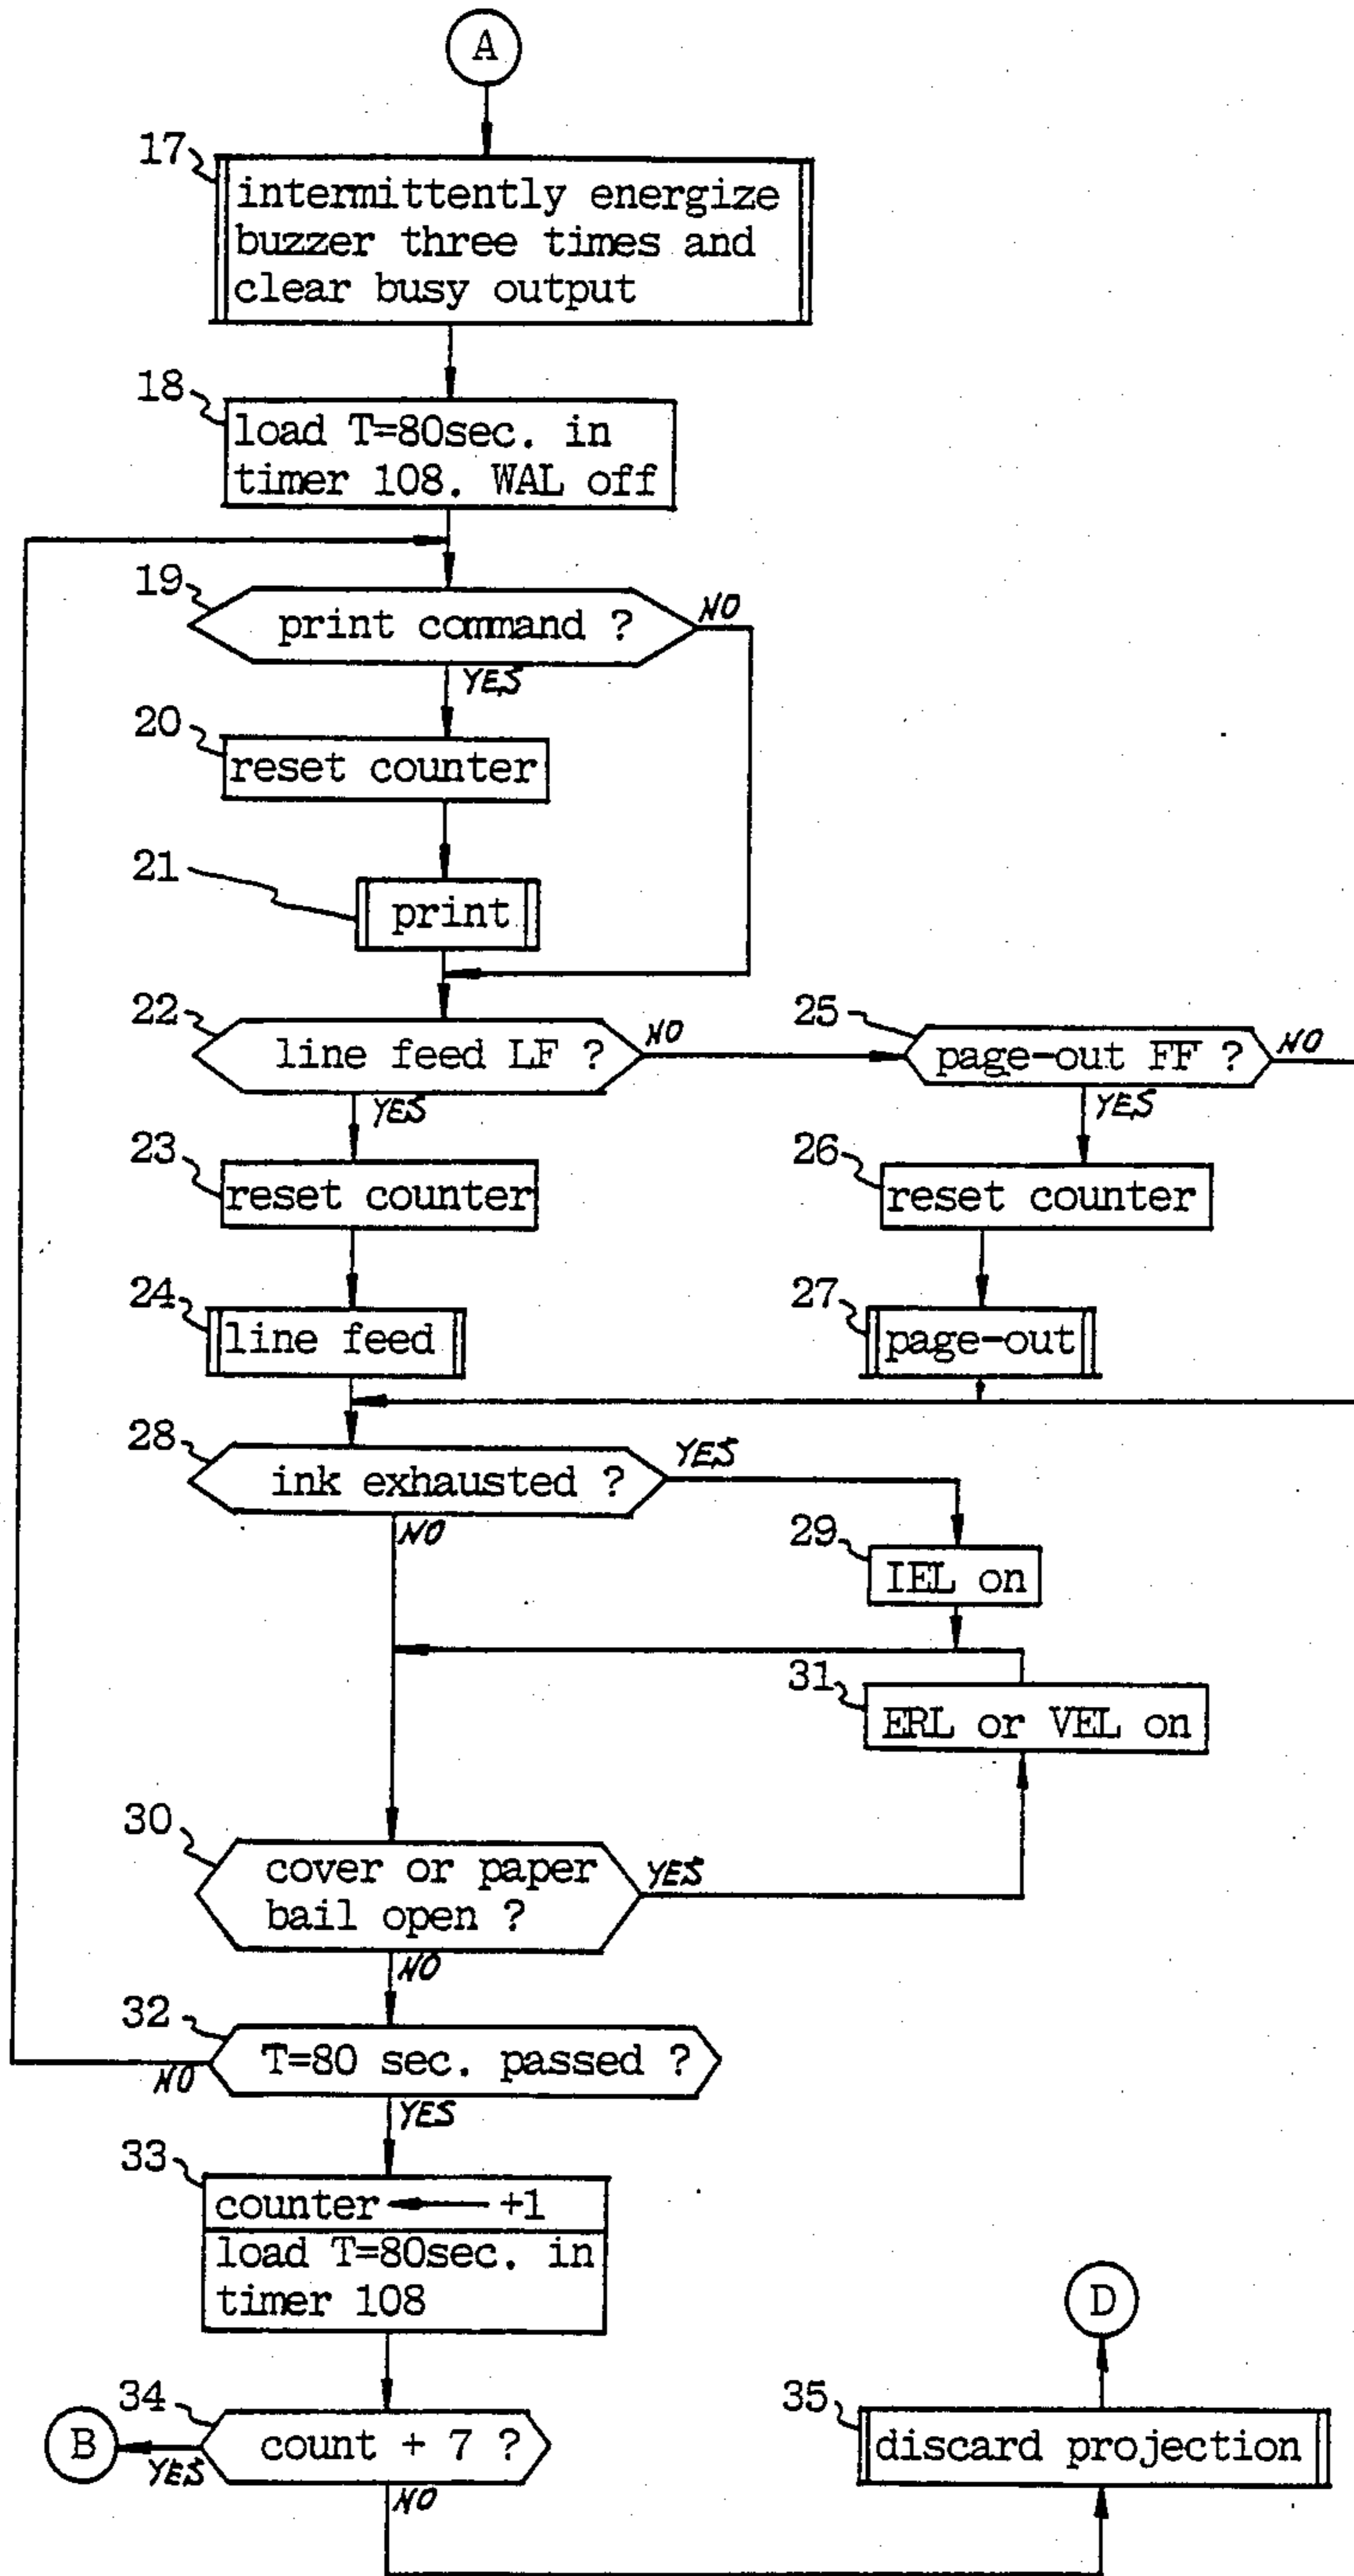 A
17
intermittently energize
buzzer three times and
clear busy output
18
load T=80sec. in
timer 108. WAL off
19
print command ?
NO
YES
20
reset counter
21
print
22
line feed LF ?
NO
YES
25
page-out FF ?
NO
YES
23
reset counter
26
reset counter
24
line feed
27
page-out
28
ink exhausted ?
YES
NO
29
IEL on
31
ERL or VEL on
30
cover or paper
bail open ?
YES
NO
32
T=80 sec. passed ?
NO
YES
33
counter ← +1
load T=80sec. in
timer 108
D
34
count + 7 ?
B
YES
NO
35
discard projection